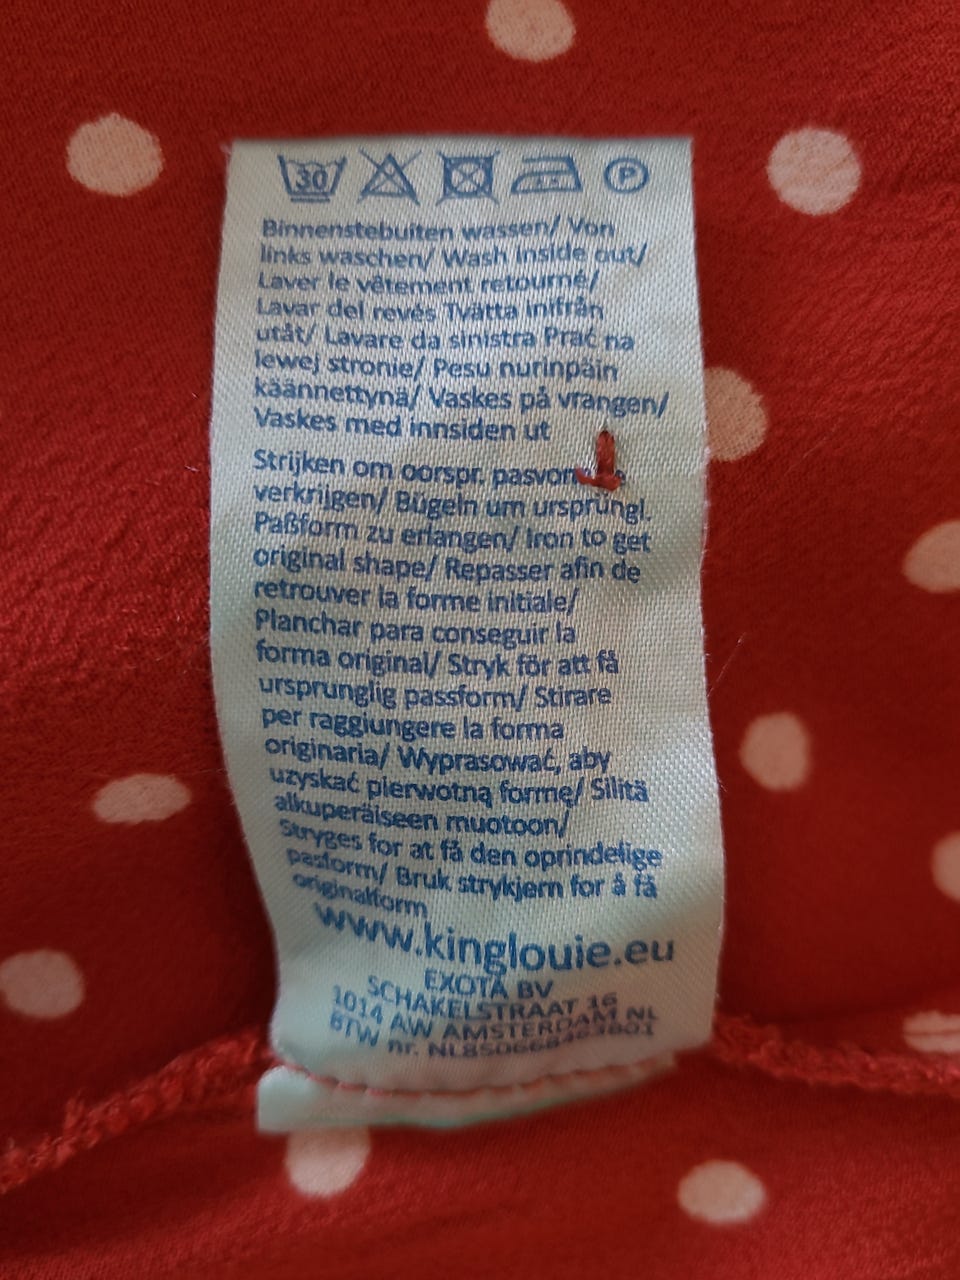 30 P
Binnenstebuiten wassen/ Von
links waschen/ Wash inside out/
Laver le vêtement retourné/
Lavar del revés Tvätta inifrån
utåt/ Lavare da sinistra Prać na
lewej stronie/ Pesu nurinpäin
käännettynä/ Vaskes på vrangen/
Vaskes med innsiden ut
Strijken om oorspr.
verkrijgen/ Bügeln um ursprüngl.
Paßform zu erlangen/ Iron to get
original shape/ Repasser afin de
retrouver la forme initiale/
Planchar para conseguir la
forma original/ Stryk för att få
ursprunglig passform/ Stirare
per raggiungere la forma
originaria/ Wyprasować, aby
uzyskać pierwotną formę/ Silitä
alkuperäiseen muotoon/
Stryges for at få den oprindelige
pasform/ Bruk strykjern for å få
originalform
www.kinglouie.eu
EXOTA BV
SCHAKELSTRAAT 16
1014 AW AMSTERDAM NL
BTW nr.